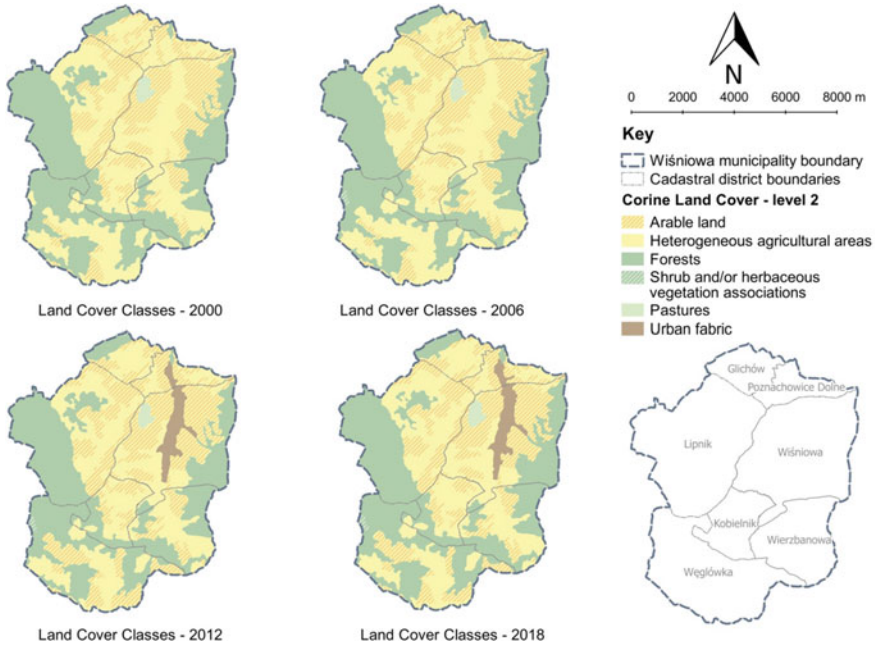 Land Cover Classes - 2000
Land Cover Classes - 2006
N
0 2000 4000 6000 8000 m
Key
Wiśniowa municipality boundary
Cadastral district boundaries
Corine Land Cover - level 2
Arable land
Heterogeneous agricultural areas
Forests
Shrub and/or herbaceous
vegetation associations
Pastures
Urban fabric
Land Cover Classes - 2012
Land Cover Classes - 2018
Glichów
Poznachowice Dolne
Lipnik
Wiśniowa
Kobielnik
Wierzbanowa
Węglówka